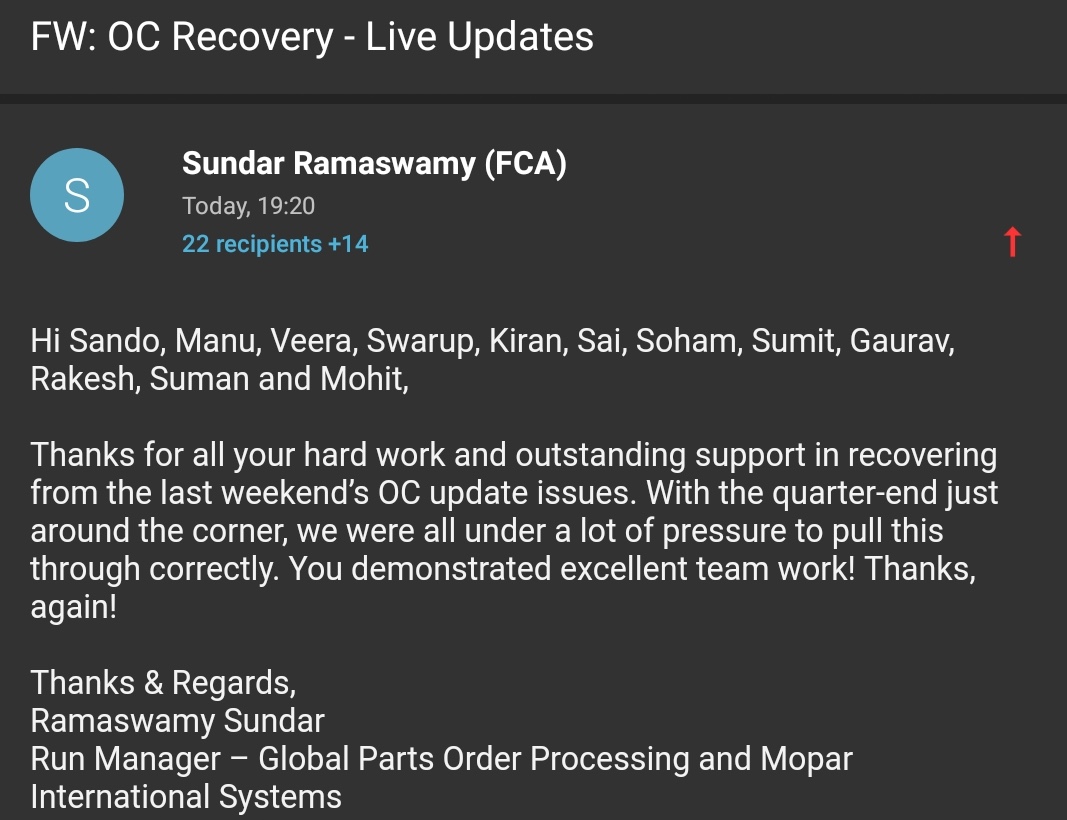 FW: OC Recovery - Live Updates
S
Sundar Ramaswamy (FCA)
Today, 19:20
22 recipients +14
Hi Sando, Manu, Veera, Swarup, Kiran, Sai, Soham, Sumit, Gaurav,
Rakesh, Suman and Mohit,
Thanks for all your hard work and outstanding support in recovering
from the last weekend’s OC update issues. With the quarter-end just
around the corner, we were all under a lot of pressure to pull this
through correctly. You demonstrated excellent team work! Thanks,
again!
Thanks & Regards,
Ramaswamy Sundar
Run Manager – Global Parts Order Processing and Mopar
International Systems